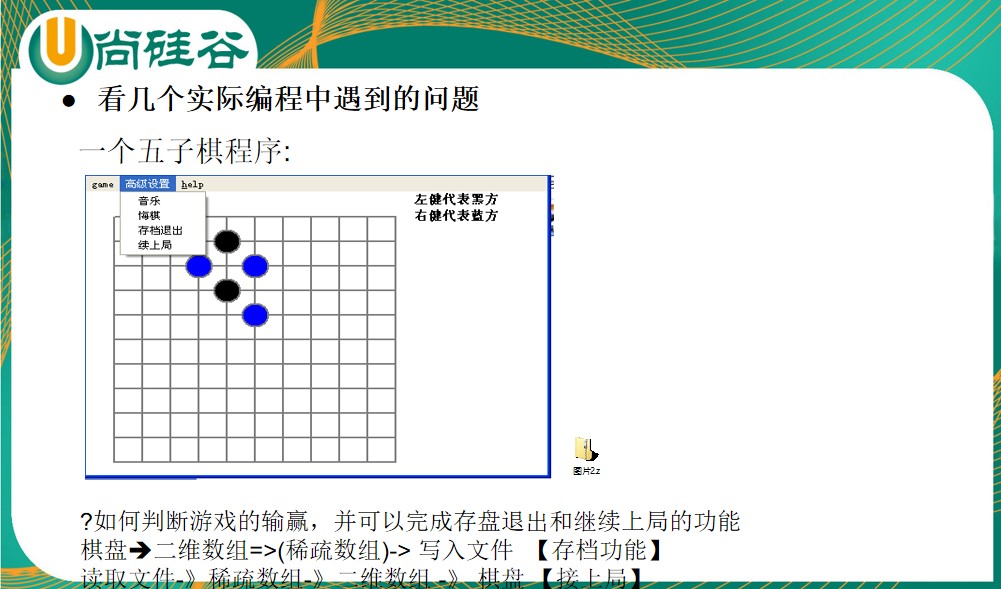 尚硅谷
● 看几个实际编程中遇到的问题
一个五子棋程序:
game 高级设置 help
音乐
悔棋
存档退出
续上局
左健代表黑方
右健代表蓝方
图片2.z
?如何判断游戏的输赢，并可以完成存盘退出和继续上局的功能
棋盘➔二维数组=>(稀疏数组)-> 写入文件 【存档功能】
读取文件-》稀疏数组-》二维数组 -》 棋盘 【接上局】